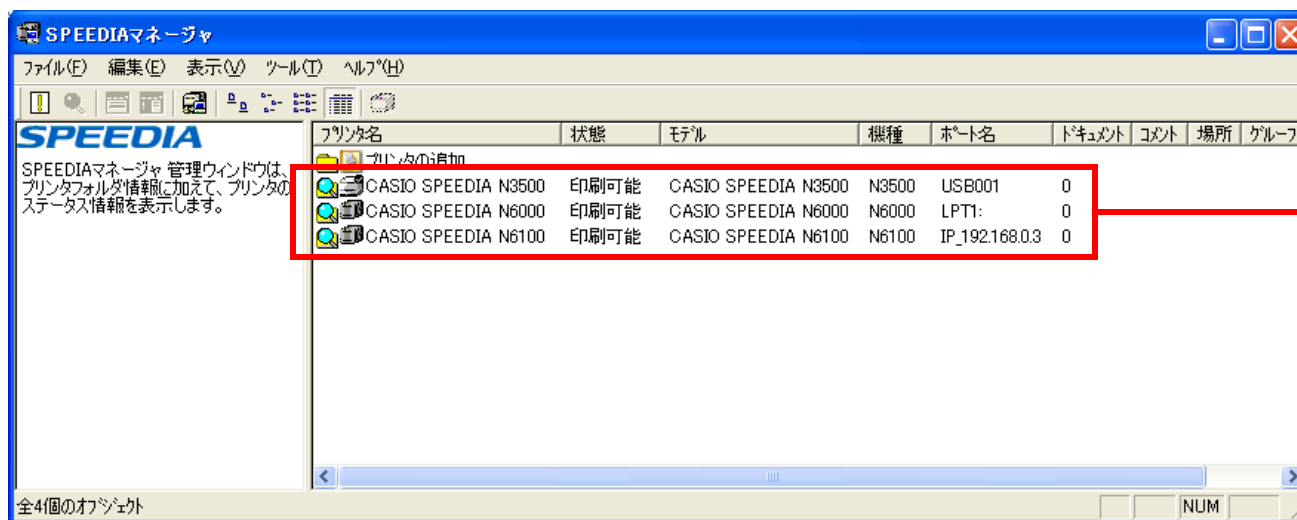 SPEEDIAマネージャ
ファイル(F) 編集(E) 表示(V) ツール(T) ヘルプ(H)
SPEEDIA
SPEEDIAマネージャ 管理ウィンドウは、
プリンタフォルダ情報に加えて、プリンタの
ステータス情報を表示します。
プリンタ名 状態 モデル 機種 ポート名 ドキュメント コメント 場所 グループ
プリンタの追加
CASIO SPEEDIA N3500 印刷可能 CASIO SPEEDIA N3500 N3500 USB001 0
CASIO SPEEDIA N6000 印刷可能 CASIO SPEEDIA N6000 N6000 LPT1: 0
CASIO SPEEDIA N6100 印刷可能 CASIO SPEEDIA N6100 N6100 IP_192.168.0.3 0
全4個のオブジェクト NUM